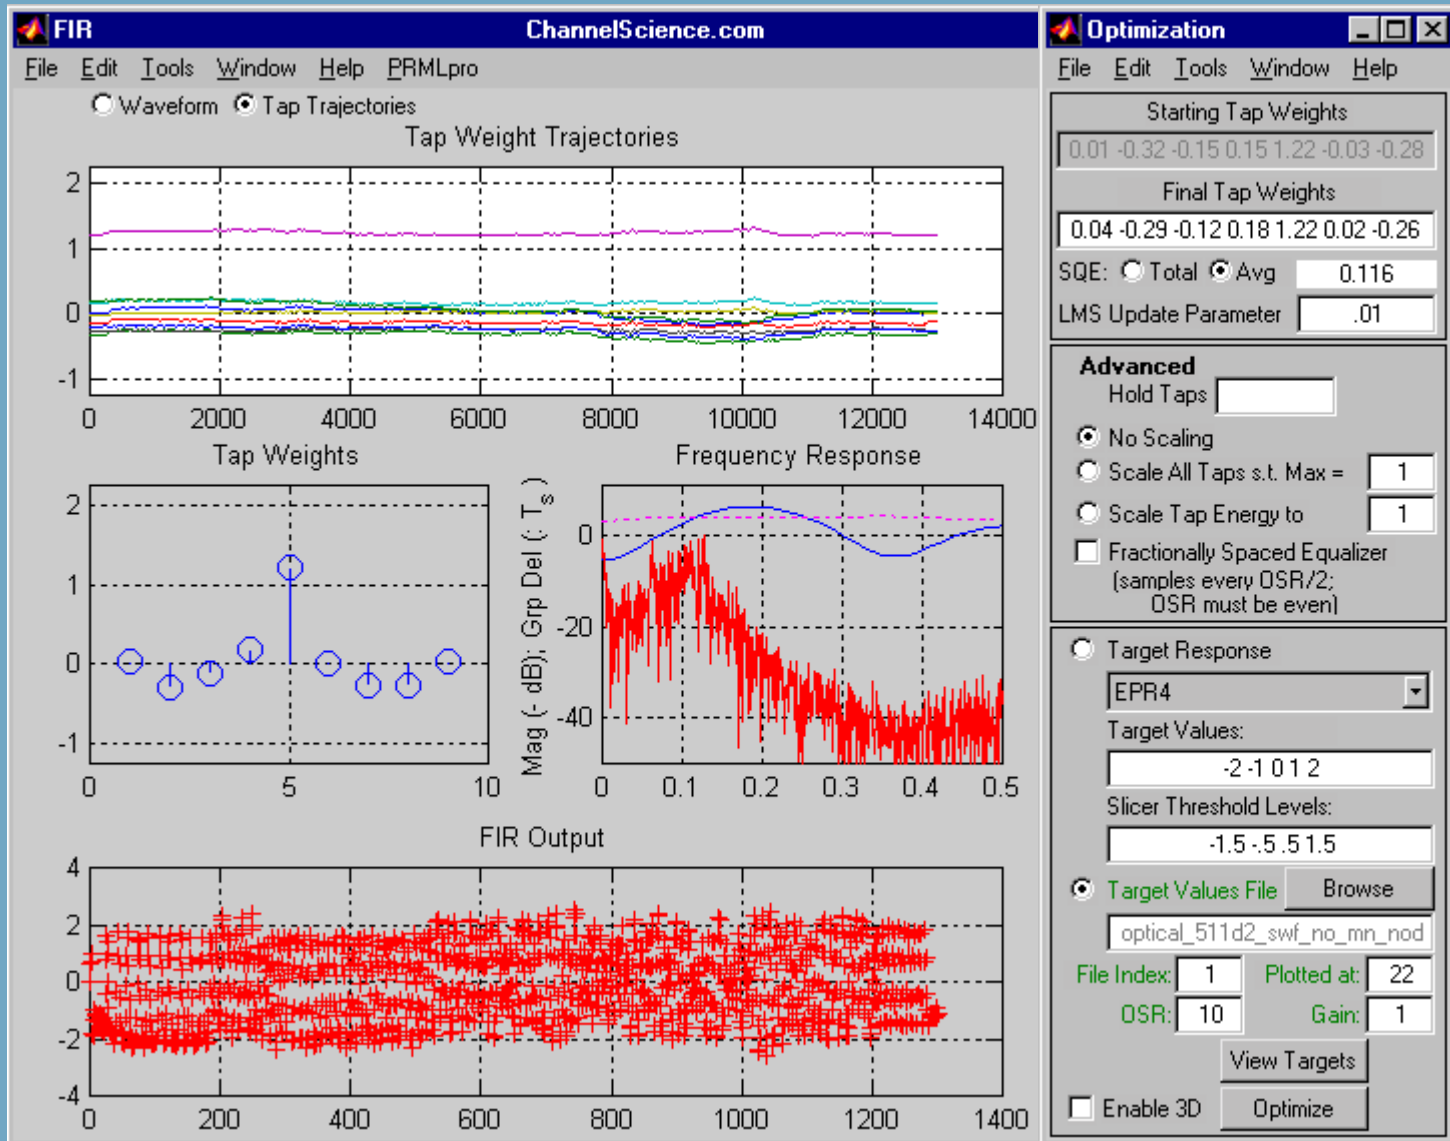 FIR ChannelScience.com
File Edit Tools Window Help PRMLpro
Waveform Tap Trajectories
Tap Weight Trajectories
2
1
0
-1
0 2000 4000 6000 8000 10000 12000 14000
Tap Weights
2
1
0
-1
0 5 10
Frequency Response
Mag (- dB); Grp Del (: Ts )
0
-20
-40
0 0.1 0.2 0.3 0.4 0.5
FIR Output
4
2
0
-2
-4
0 200 400 600 800 1000 1200 1400
Optimization
File Edit Tools Window Help
Starting Tap Weights
0.01 -0.32 -0.15 0.15 1.22 -0.03 -0.28
Final Tap Weights
0.04 -0.29 -0.12 0.18 1.22 0.02 -0.26
SQE: Total Avg 0.116
LMS Update Parameter .01
Advanced
Hold Taps
No Scaling
Scale All Taps s.t. Max = 1
Scale Tap Energy to 1
Fractionally Spaced Equalizer
(samples every OSR/2;
OSR must be even)
Target Response
EPR4
Target Values:
-2 -1 0 1 2
Slicer Threshold Levels:
-1.5 -.5 .5 1.5
Target Values File Browse
optical_511d2_swf_no_mn_nod
File Index: 1 Plotted at: 22
OSR: 10 Gain: 1
View Targets
Enable 3D Optimize